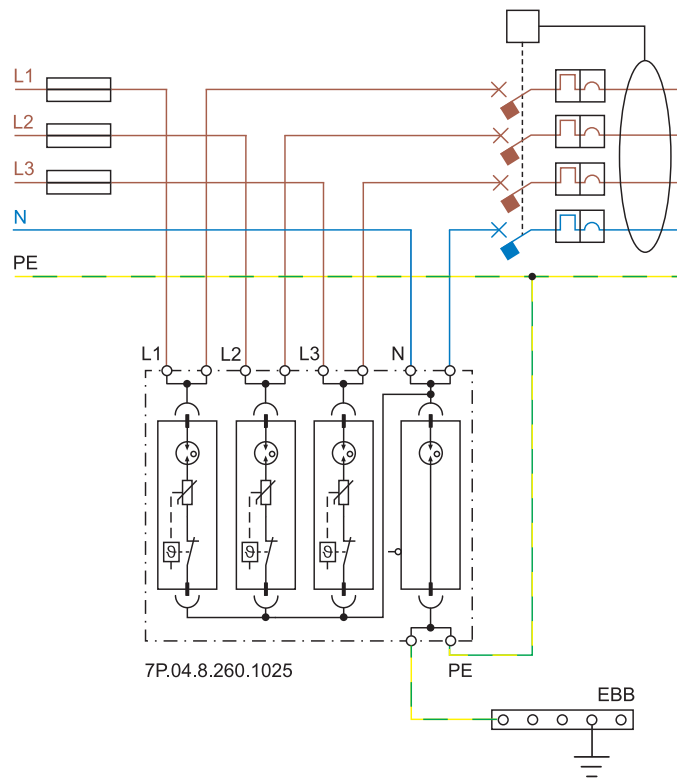 L1
L2
L3
N
PE
L1 L2 L3 N
ϑ ϑ ϑ
7P.04.8.260.1025 PE
EBB